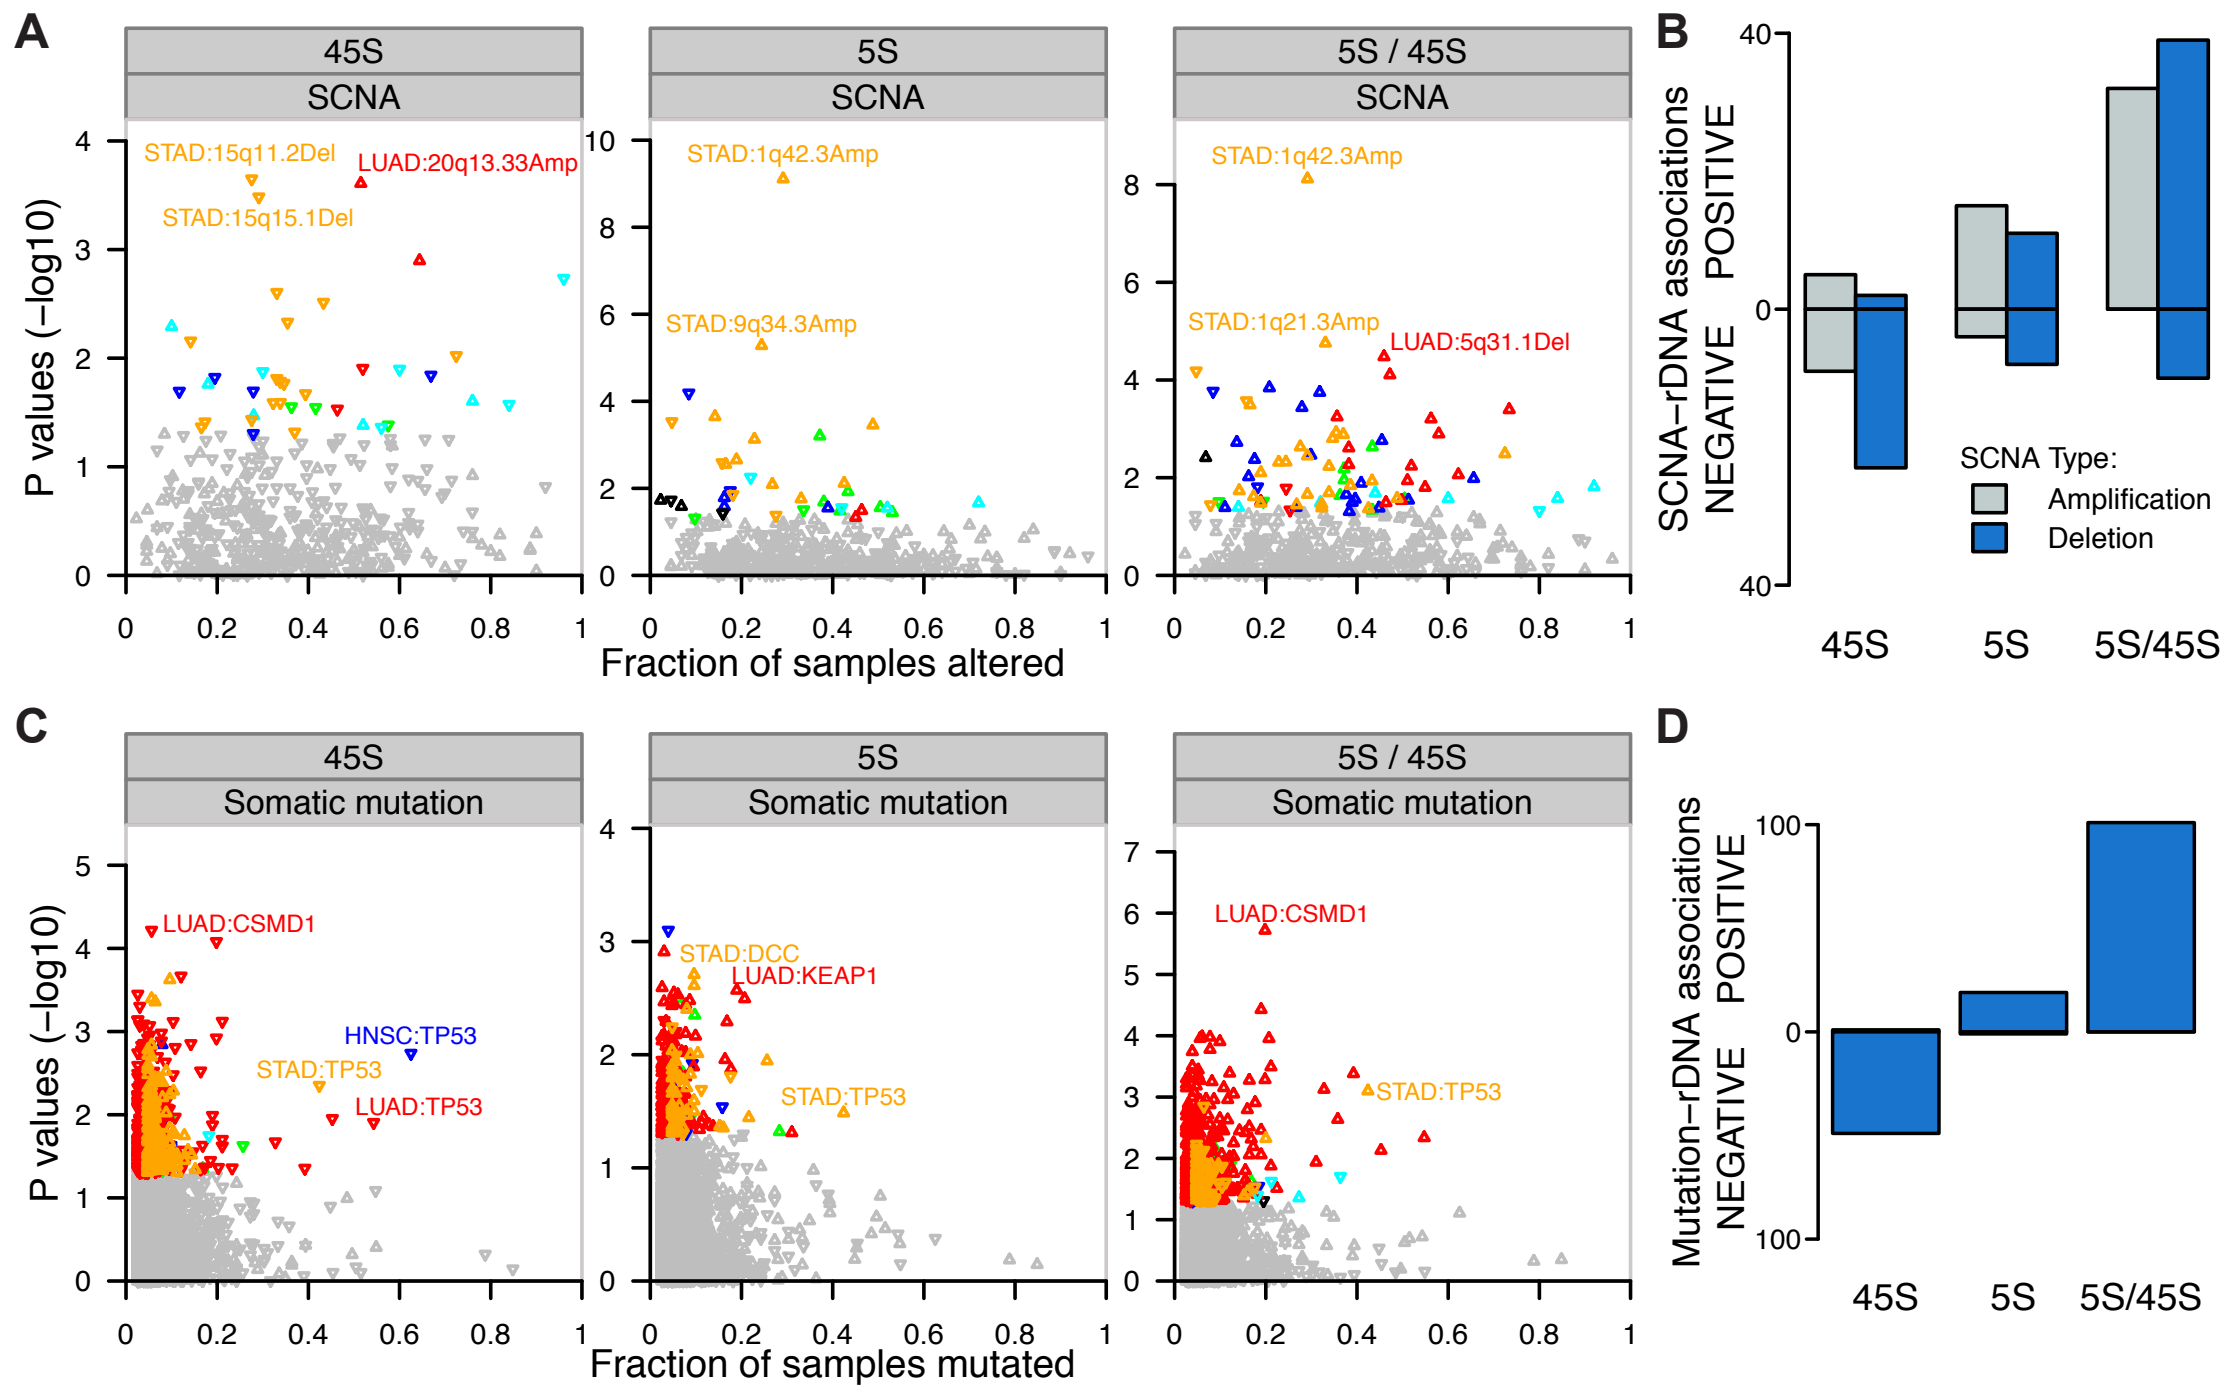 A
45S
SCNA
5S
SCNA
5S / 45S
SCNA
P values (−log10)
4
3
2
1
0
STAD:15q11.2Del
LUAD:20q13.33Amp
STAD:15q15.1Del
0 0.2 0.4 0.6 0.8 1
10
8
6
4
2
0
STAD:1q42.3Amp
STAD:9q34.3Amp
0 0.2 0.4 0.6 0.8 1
8
6
4
2
0
STAD:1q42.3Amp
STAD:1q21.3Amp
LUAD:5q31.1Del
0 0.2 0.4 0.6 0.8 1
Fraction of samples altered
B
SCNA−rDNA associations
NEGATIVE POSITIVE
40
0
40
SCNA Type:
Amplification
Deletion
45S 5S 5S/45S
C
45S
Somatic mutation
5S
Somatic mutation
5S / 45S
Somatic mutation
P values (−log10)
5
4
3
2
1
0
LUAD:CSMD1
HNSC:TP53
STAD:TP53
LUAD:TP53
0 0.2 0.4 0.6 0.8 1
4
3
2
1
0
STAD:DCC
LUAD:KEAP1
STAD:TP53
0 0.2 0.4 0.6 0.8 1
7
6
5
4
3
2
1
0
LUAD:CSMD1
STAD:TP53
0 0.2 0.4 0.6 0.8 1
Fraction of samples mutated
D
Mutation−rDNA associations
NEGATIVE POSITIVE
100
0
100
45S 5S 5S/45S